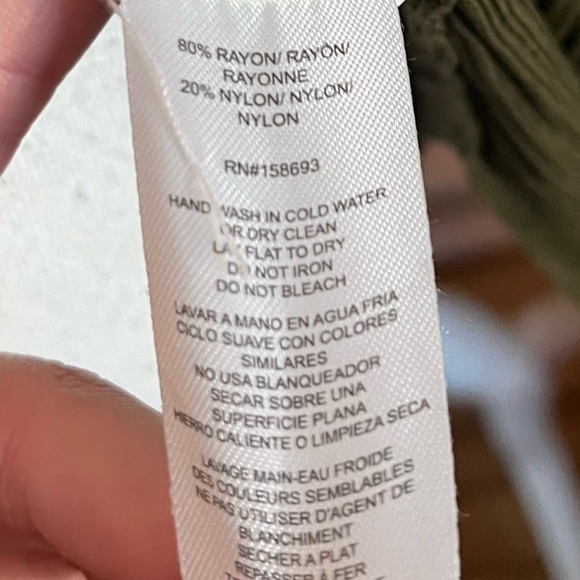 80% RAYON/ RAYÓN/
RAYONNE
20% NYLON/ NYLON/
NYLON
RN#158693
HAND WASH IN COLD WATER
OR DRY CLEAN
LAY FLAT TO DRY
DO NOT IRON
DO NOT BLEACH
LAVAR A MANO EN AGUA FRIA
CICLO SUAVE CON COLORES
SIMILARES
NO USA BLANQUEADOR
SECAR SOBRE UNA
SUPERFICIE PLANA
HIERRO CALIENTE O LIMPIEZA SECA
LAVAGE MAIN-EAU FROIDE
DES COULEURS SEMBLABLES
NE PAS UTILISER D'AGENT DE
BLANCHIMENT
SECHER A PLAT
REPASSER À FER